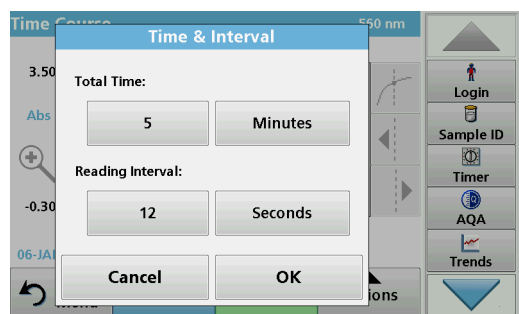 Time Course 560 nm
Time & Interval
3.50
Abs
-0.30
06-JA
Total Time:
5 Minutes
Reading Interval:
12 Seconds
Cancel OK
Menu
ions
Login
Sample ID
Timer
AQA
Trends